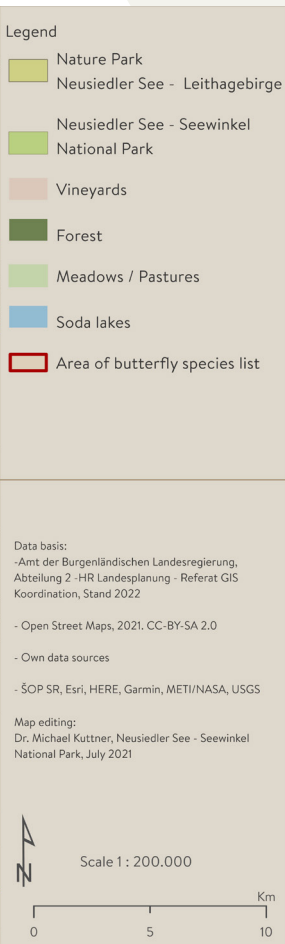 Legend
Nature Park
Neusiedler See - Leithagebirge
Neusiedler See - Seewinkel
National Park
Vineyards
Forest
Meadows / Pastures
Soda lakes
Area of butterfly species list
Data basis:
-Amt der Burgenländischen Landesregierung,
Abteilung 2 -HR Landesplanung - Referat GIS
Koordination, Stand 2022
- Open Street Maps, 2021. CC-BY-SA 2.0
- Own data sources
- ŠOP SR, Esri, HERE, Garmin, METI/NASA, USGS
Map editing:
Dr. Michael Kuttner, Neusiedler See - Seewinkel
National Park, July 2021
N
Scale 1 : 200.000
Km
0 5 10